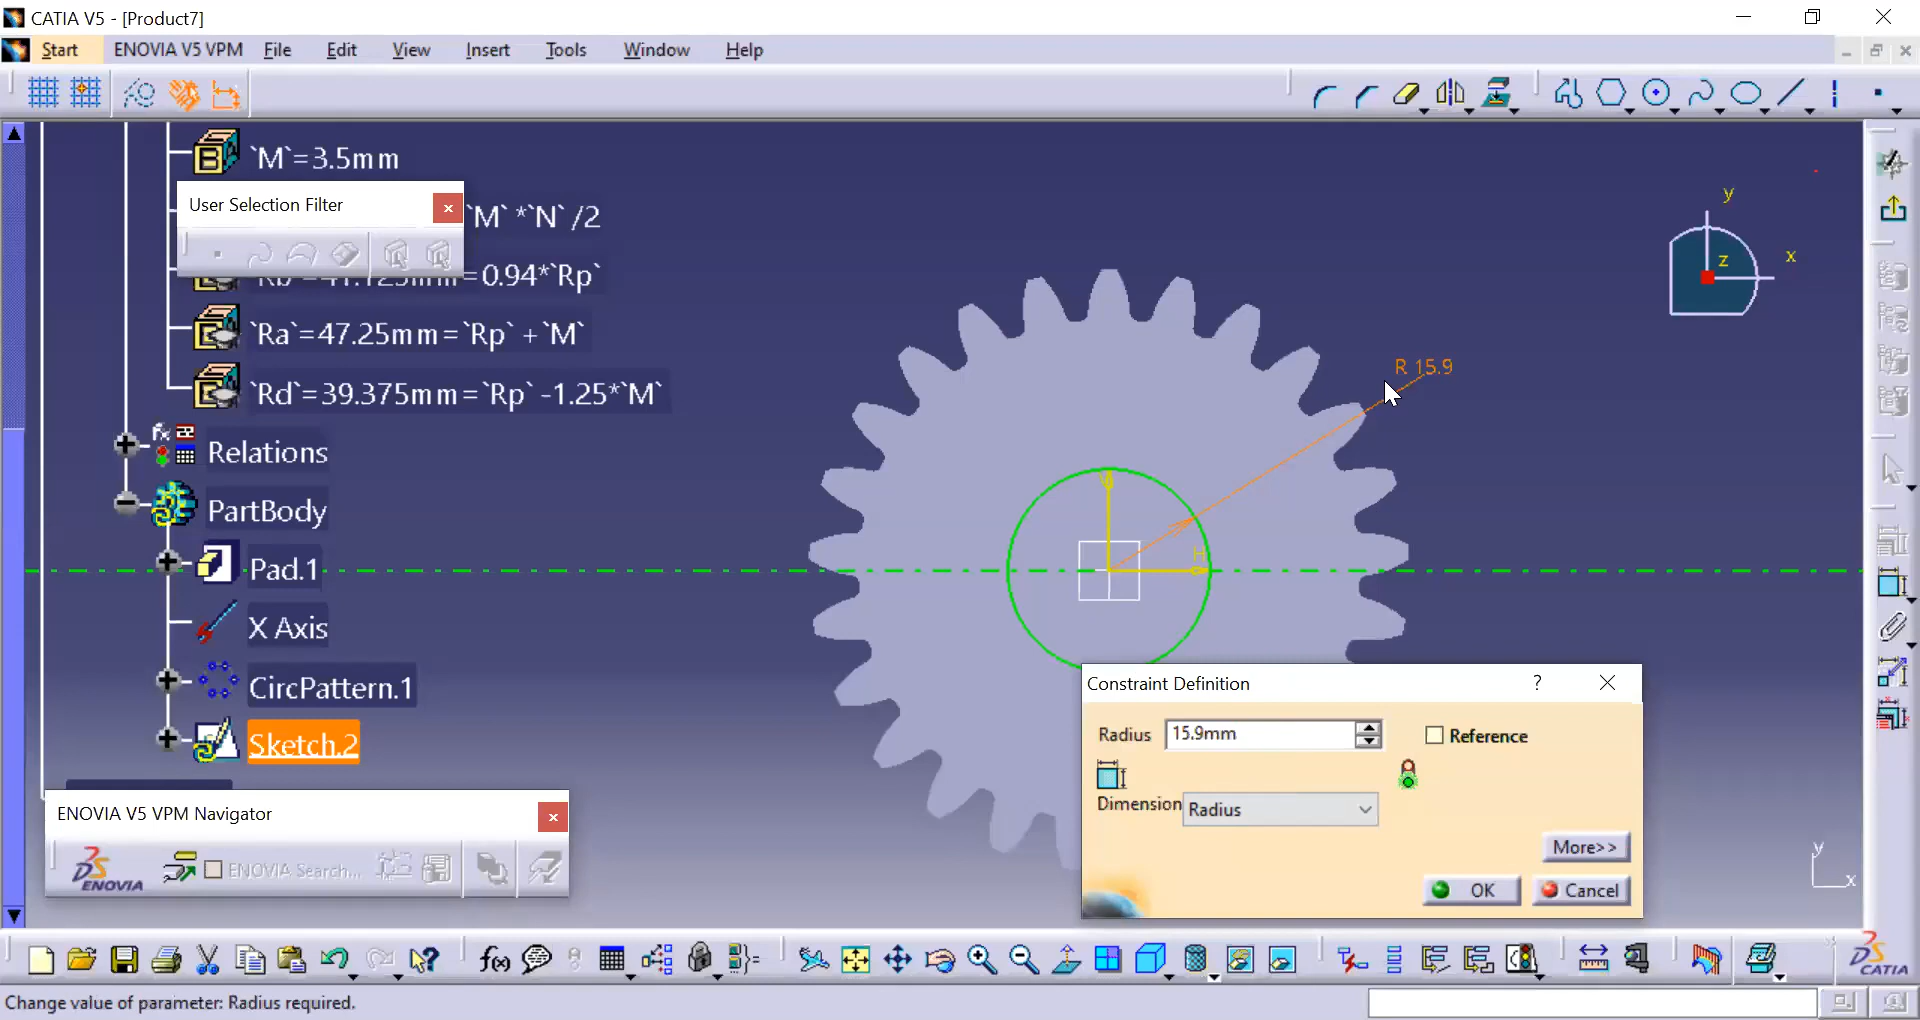 CATIA V5 - [Product7]
Start ENOVIA V5 VPM File Edit View Insert Tools Window Help
`M`=3.5mm
User Selection Filter
`M` *`N` /2
=0.94*`Rp`
`Ra`=47.25mm=`Rp` +`M`
`Rd`=39.375mm=`Rp` -1.25*`M`
Relations
PartBody
Pad.1
X Axis
CircPattern.1
Sketch.2
R 15.9
V
H
y
x
z
ENOVIA V5 VPM Navigator
ENOVIA
ENOVIA Search...
Constraint Definition ?
Radius 15.9mm
Reference
Dimension Radius
More>>
OK Cancel
y
x
f(x)
CATIA
Change value of parameter: Radius required.